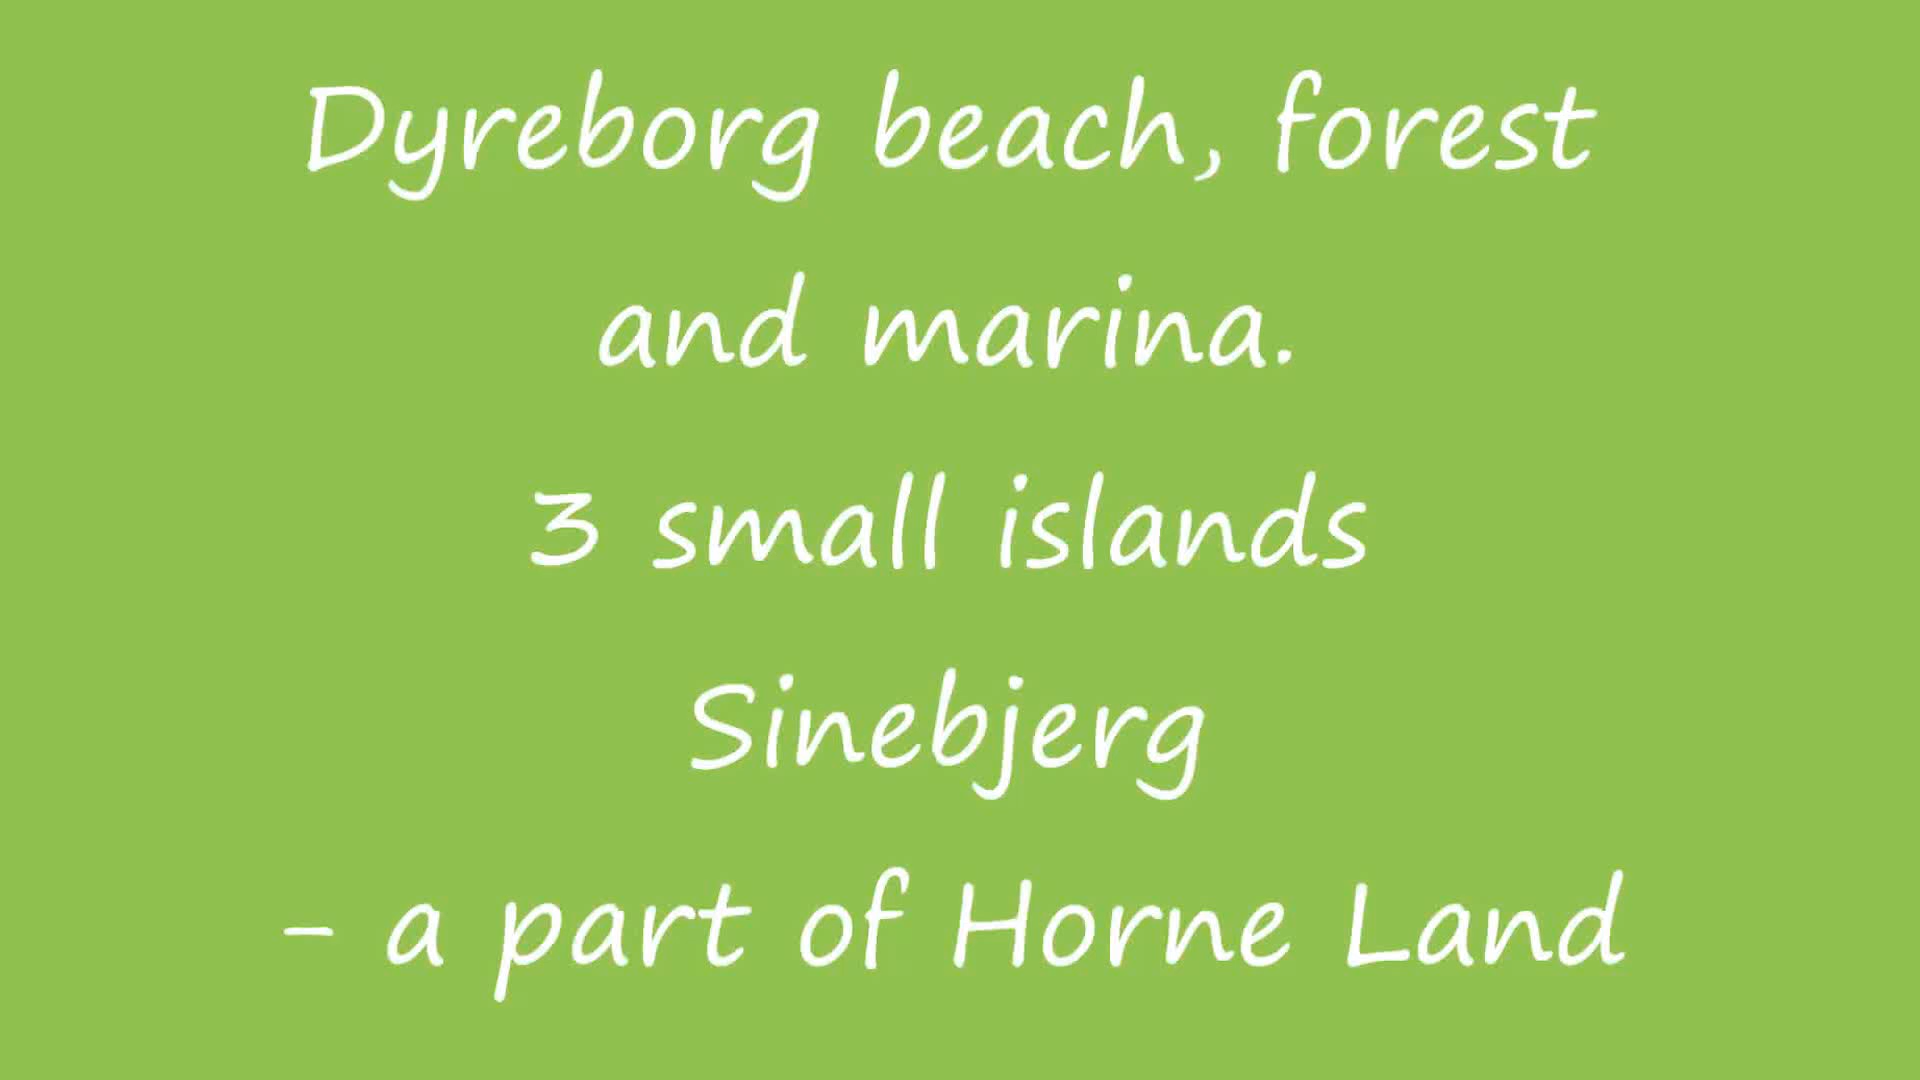 Dyreborg beach, forest
and marina.
3 small islands
Sinebjerg
- a part of Horne Land